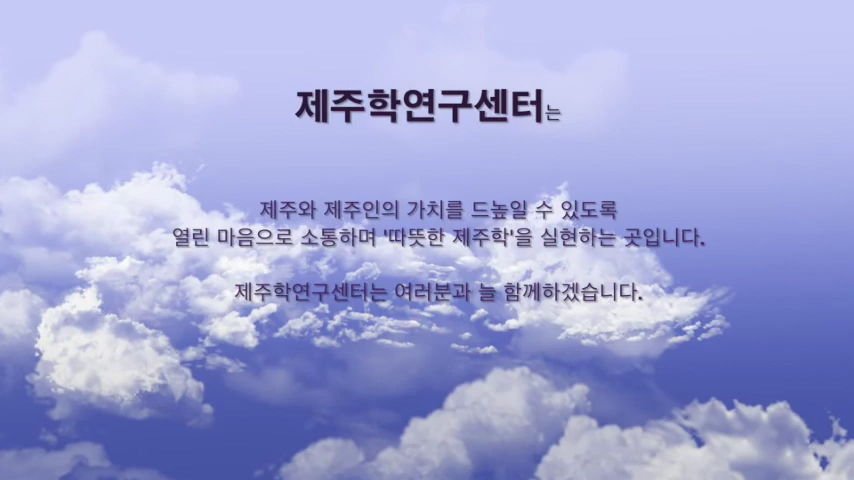 제주학연구센터는
제주와 제주인의 가치를 드높일 수 있도록
열린 마음으로 소통하며 '따뜻한 제주학'을 실현하는 곳입니다.
제주학연구센터는 여러분과 늘 함께하겠습니다.